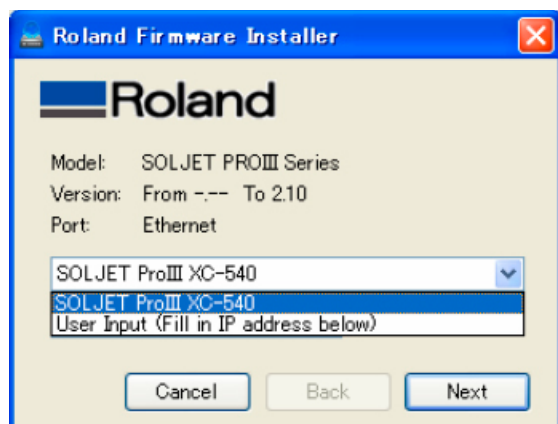 Roland Firmware Installer
Roland
Model: SOLJET PROⅢ Series
Version: From -.-- To 2.10
Port: Ethernet
SOLJET ProⅢ XC-540
SOLJET ProⅢ XC-540
User Input (Fill in IP address below)
Cancel Back Next